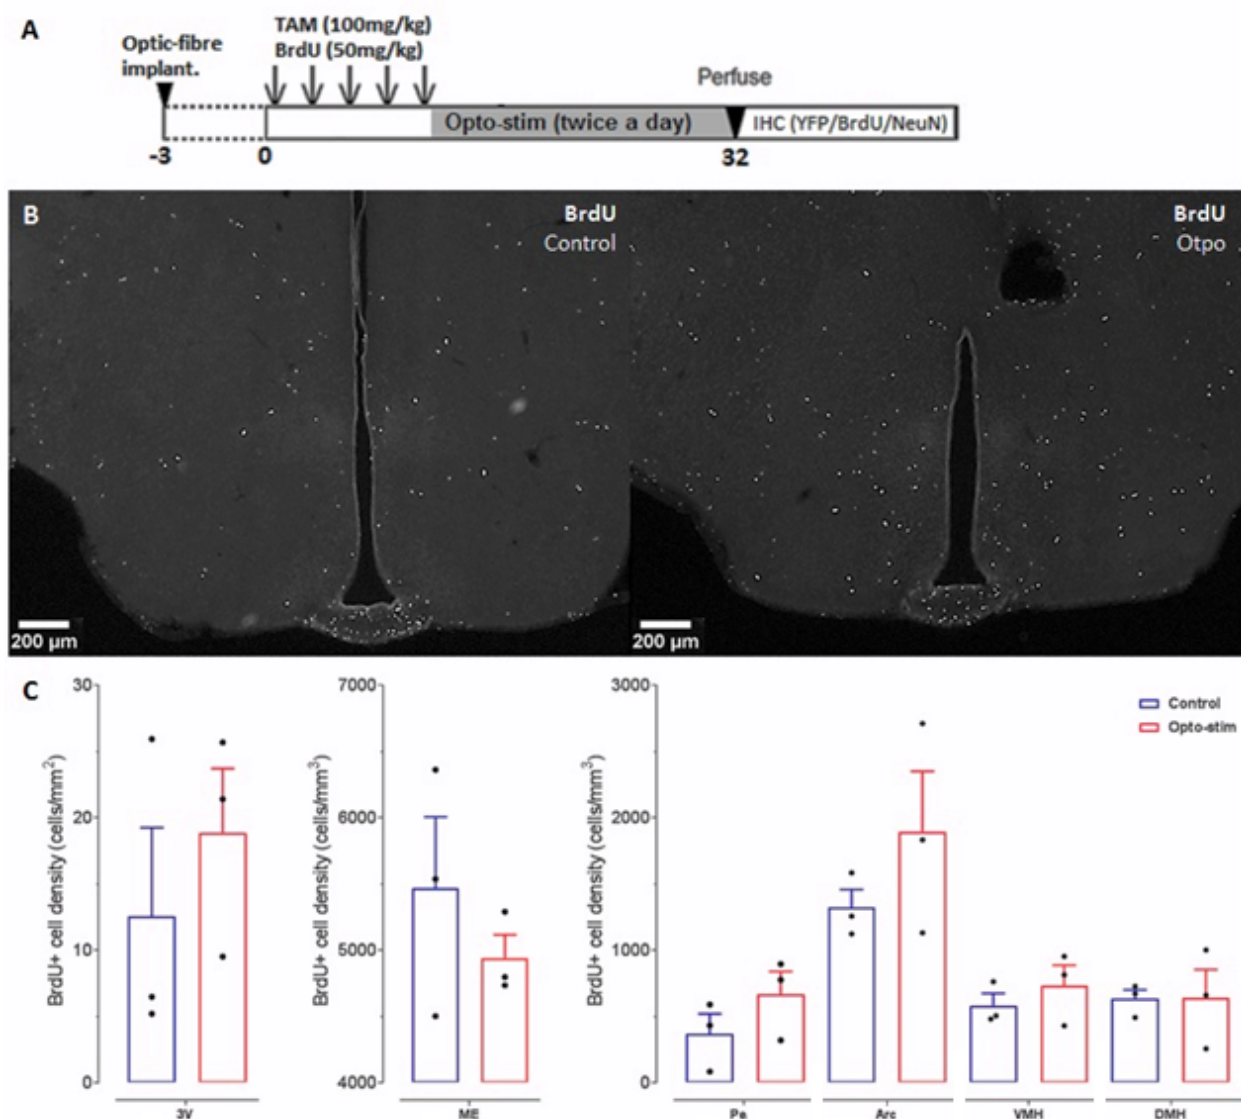 A
Optic-fibre
implant.
TAM (100mg/kg)
BrdU (50mg/kg)
Perfuse
Opto-stim (twice a day)
IHC (YFP/BrdU/NeuN)
-3
0
32
B
BrdU
Control
200 µm
BrdU
Otpo
200 µm
C
BrdU+ cell density (cells/mm²)
30
20
10
0
3V
BrdU+ cell density (cells/mm³)
7000
6000
5000
4000
ME
BrdU+ cell density (cells/mm³)
3000
2000
1000
0
Pe
Arc
VMH
DMH
Control
Opto-stim